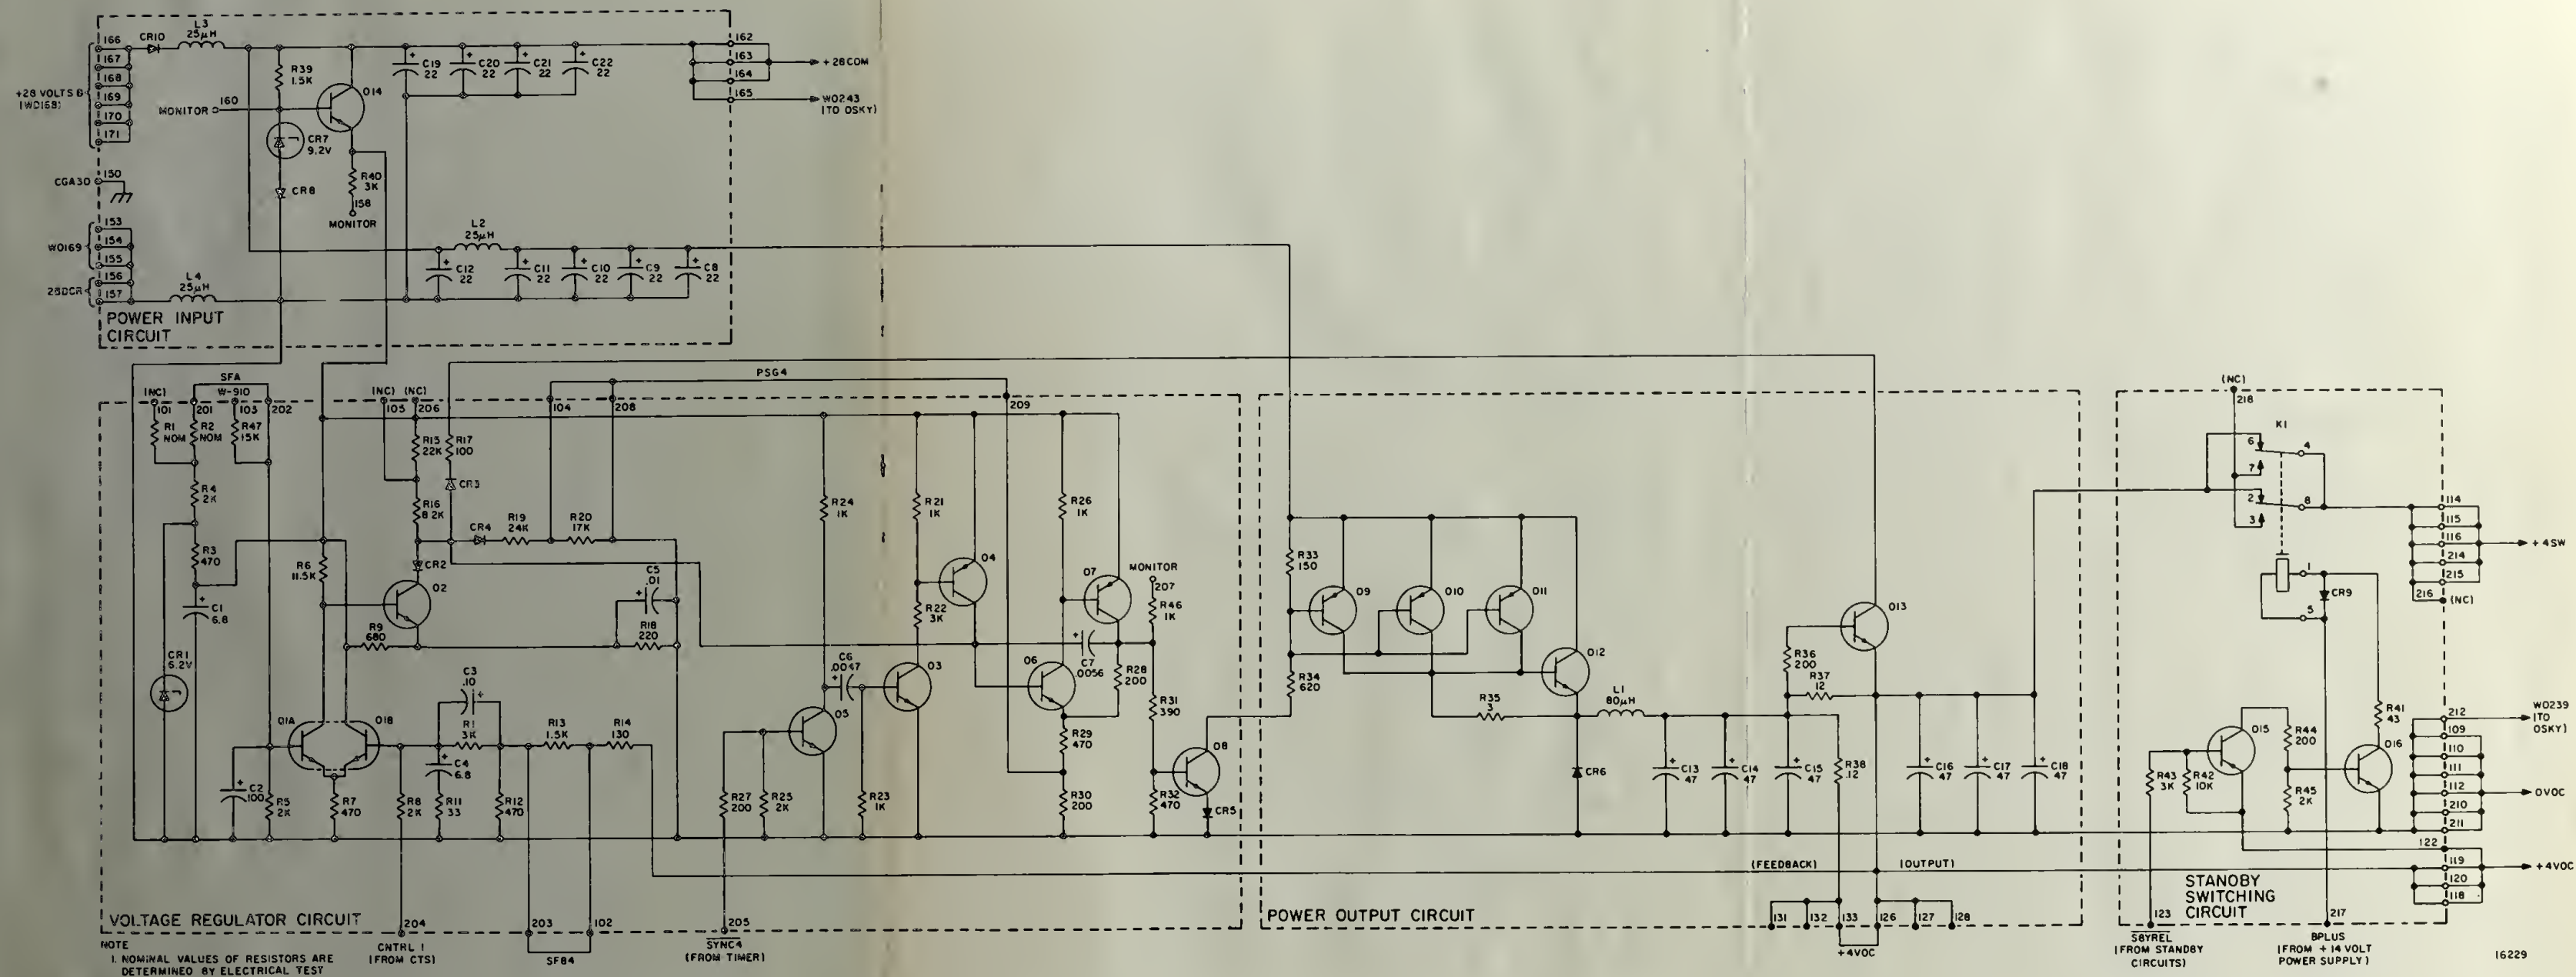 L3
25µH
CR10
166
167
168
169
170
171
+28 VOLTS B
(WD168)
R39
1.5K
MONITOR
160
Q14
CR7
9.2V
CR8
R40
3K
158
MONITOR
C19
22
C20
22
C21
22
C22
22
162
163
164
165
+28COM
W0243
(TO OSKY)
CGA30
150
153
154
155
156
157
W0169
28DCR
L4
25µH
L2
25µH
C12
22
C11
22
C10
22
C9
22
C8
22
POWER INPUT
CIRCUIT
(NC)
SFA
W-910
101
201
103
202
R1
NOM
R2
NOM
R47
15K
R4
2K
R3
470
C1
6.8
CR1
6.2V
C2
100
R5
2K
(NC)
(NC)
105
206
R15
22K
R17
100
CR3
R16
8.2K
CR4
R19
24K
R20
17K
104
208
PSG4
209
R6
11.5K
CR2
Q2
R9
680
C5
.01
R18
220
Q1A
Q1B
R7
470
R8
2K
C3
.10
R1
3K
C4
6.8
R11
33
R12
470
R13
1.5K
R14
130
R24
1K
R21
1K
R26
1K
Q4
R22
3K
Q7
MONITOR
207
R46
1K
C6
.0047
Q3
Q5
Q6
C7
.0056
R28
200
R31
390
R29
470
Q8
R27
200
R25
2K
R23
1K
R30
200
R32
470
CR5
VOLTAGE REGULATOR CIRCUIT
204
CNTRL 1
(FROM CTS)
203
102
SFB4
205
SYNC4
(FROM TIMER)
NOTE
1. NOMINAL VALUES OF RESISTORS ARE
DETERMINED BY ELECTRICAL TEST
R33
150
R34
620
Q9
Q10
Q11
Q12
R35
3
L1
80µH
CR6
C13
47
C14
47
C15
47
R38
.12
R36
200
R37
12
Q13
C16
47
C17
47
C18
47
(FEEDBACK)
(OUTPUT)
POWER OUTPUT CIRCUIT
131
132
133
126
127
128
+4VDC
(NC)
218
K1
6
4
7
2
8
3
1
5
CR9
114
115
116
214
215
216
(NC)
+4SW
R41
43
Q15
R44
200
Q16
R43
3K
R42
10K
R45
2K
212
109
110
111
112
210
211
W0239
(TO
OSKY)
0VDC
122
119
120
118
+4VDC
STANDBY
SWITCHING
CIRCUIT
123
SBYREL
(FROM STANDBY
CIRCUITS)
217
BPLUS
(FROM +14 VOLT
POWER SUPPLY)
16229